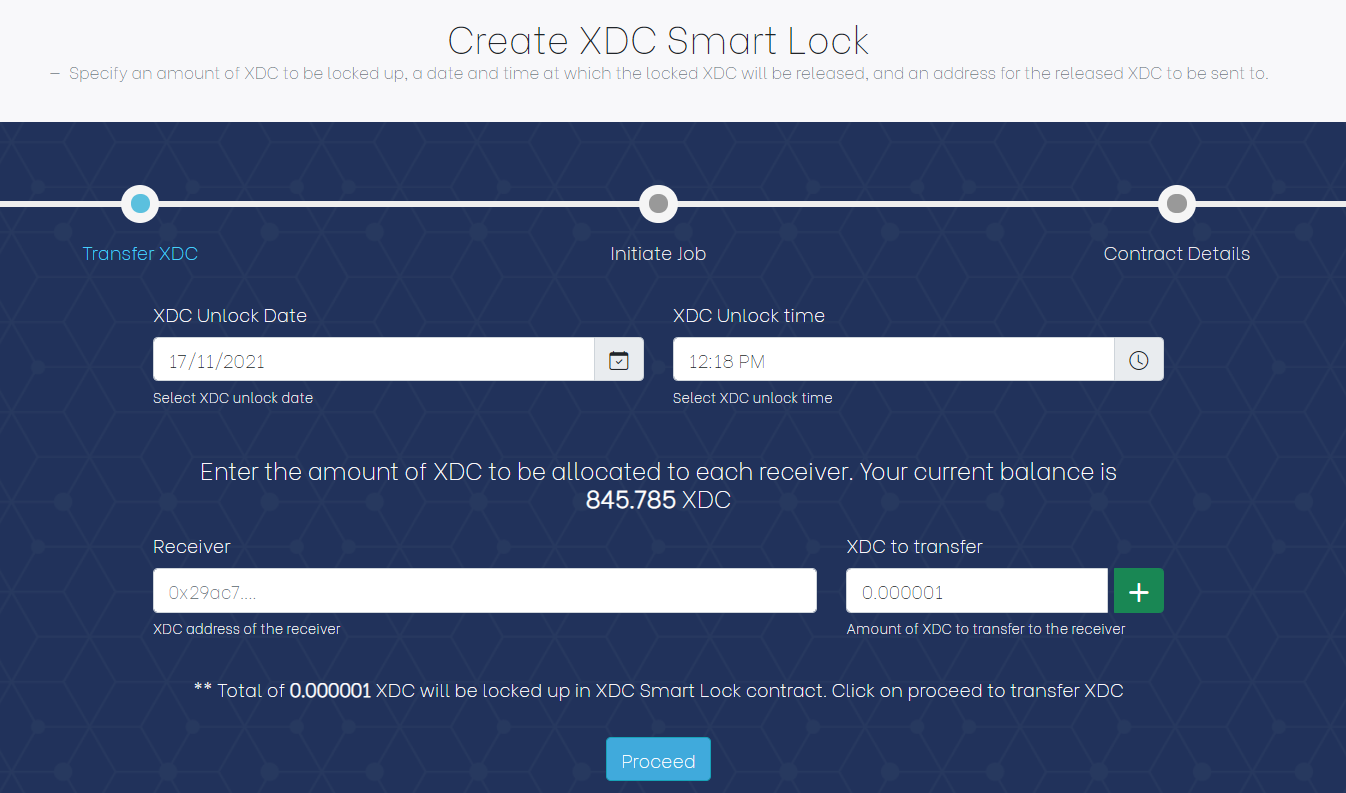 Create XDC Smart Lock
— Specify an amount of XDC to be locked up, a date and time at which the locked XDC will be released, and an address for the released XDC to be sent to.
Transfer XDC
Initiate Job
Contract Details
XDC Unlock Date
XDC Unlock time
17/11/2021
12:18 PM
Select XDC unlock date
Select XDC unlock time
Enter the amount of XDC to be allocated to each receiver. Your current balance is
845.785 XDC
Receiver
XDC to transfer
0x29ac7....
0.000001
+
XDC address of the receiver
Amount of XDC to transfer to the receiver
** Total of 0.000001 XDC will be locked up in XDC Smart Lock contract. Click on proceed to transfer XDC
Proceed